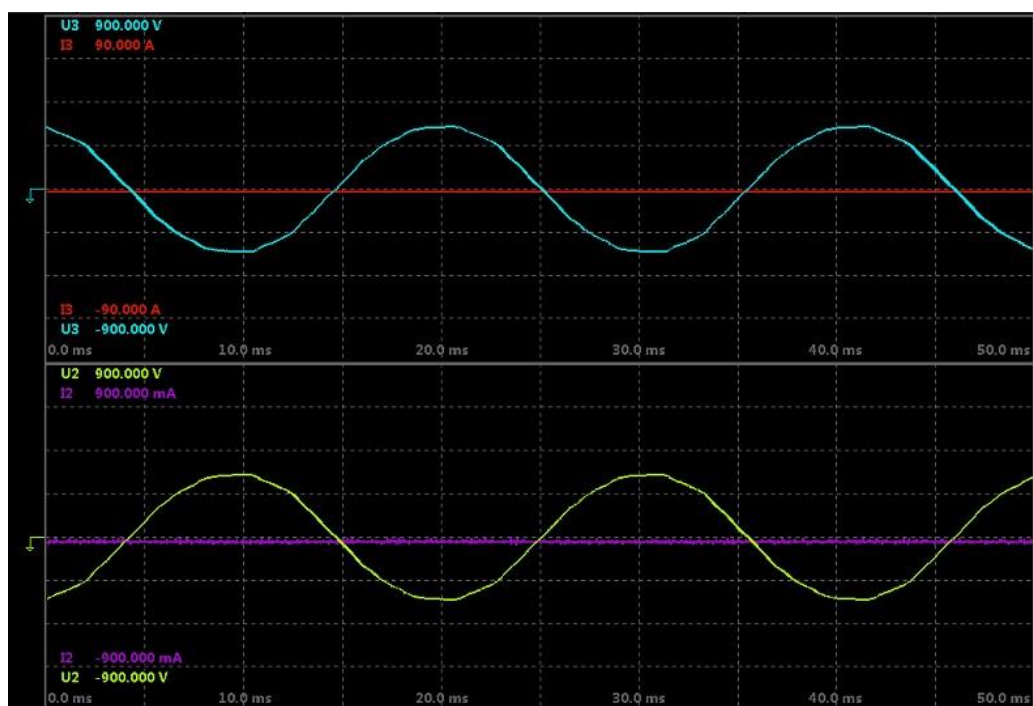 U3 900.000 V
I3 90.000 A
I3 -90.000 A
U3 -900.000 V
0.0 ms 10.0 ms 20.0 ms 30.0 ms 40.0 ms 50.0 ms
U2 900.000 V
I2 900.000 mA
I2 -900.000 mA
U2 -900.000 V
0.0 ms 10.0 ms 20.0 ms 30.0 ms 40.0 ms 50.0 ms